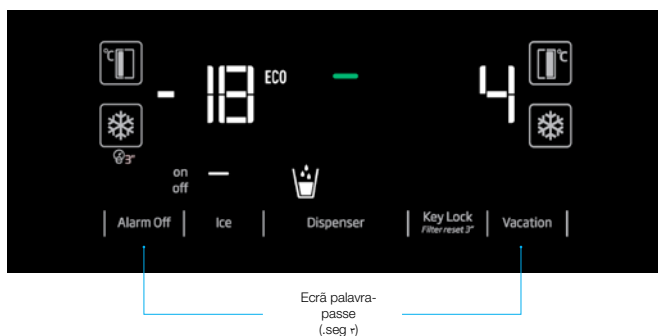 °C
°C
- 18 ECO
4
3"
on
off
Alarm Off | Ice | Dispenser | Key Lock | Vacation
Filter reset 3"
Ecrã palavra-
passe
(.seg ٣)